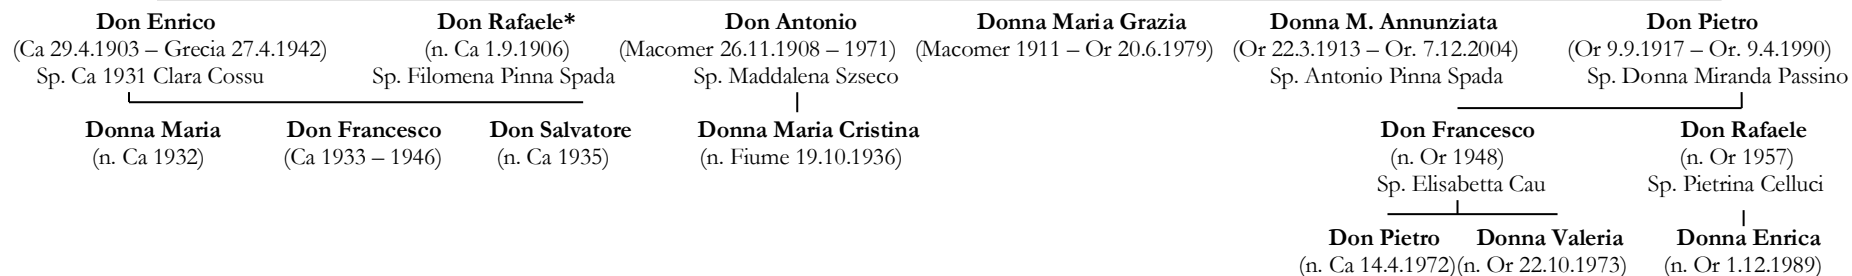 Don Enrico Don Rafaele* Don Antonio Donna Maria Grazia Donna M. Annunziata Don Pietro
(Ca 29.4.1903 – Grecia 27.4.1942) (n. Ca 1.9.1906) (Macomer 26.11.1908 – 1971) (Macomer 1911 – Or 20.6.1979) (Or 22.3.1913 – Or. 7.12.2004) (Or 9.9.1917 – Or. 9.4.1990)
Sp. Ca 1931 Clara Cossu Sp. Filomena Pinna Spada Sp. Maddalena Szseco Sp. Antonio Pinna Spada Sp. Donna Miranda Passino
Donna Maria Don Francesco Don Salvatore Donna Maria Cristina Don Francesco Don Rafaele
(n. Ca 1932) (Ca 1933 – 1946) (n. Ca 1935) (n. Fiume 19.10.1936) (n. Or 1948) (n. Or 1957)
Sp. Elisabetta Cau Sp. Pietrina Celluci
Don Pietro Donna Valeria Donna Enrica
(n. Ca 14.4.1972) (n. Or 22.10.1973) (n. Or 1.12.1989)